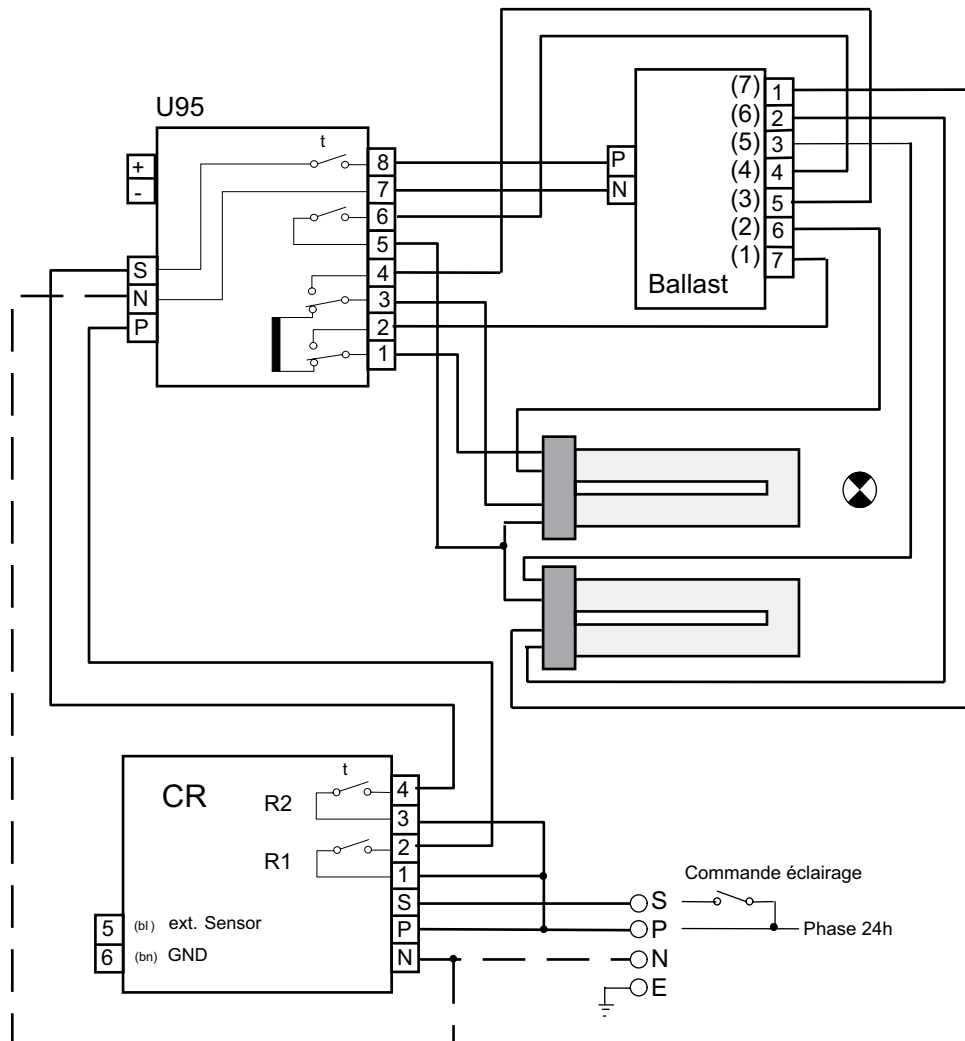 U95
t
+
-
S
N
P
8
7
6
5
4
3
2
1
P
N
Ballast
(7) 1
(6) 2
(5) 3
(4) 4
(3) 5
(2) 6
(1) 7
CR
t
R2
R1
4
3
2
1
S
P
N
5 (bl) ext. Sensor
6 (bn) GND
Commande éclairage
S
P
Phase 24h
N
E